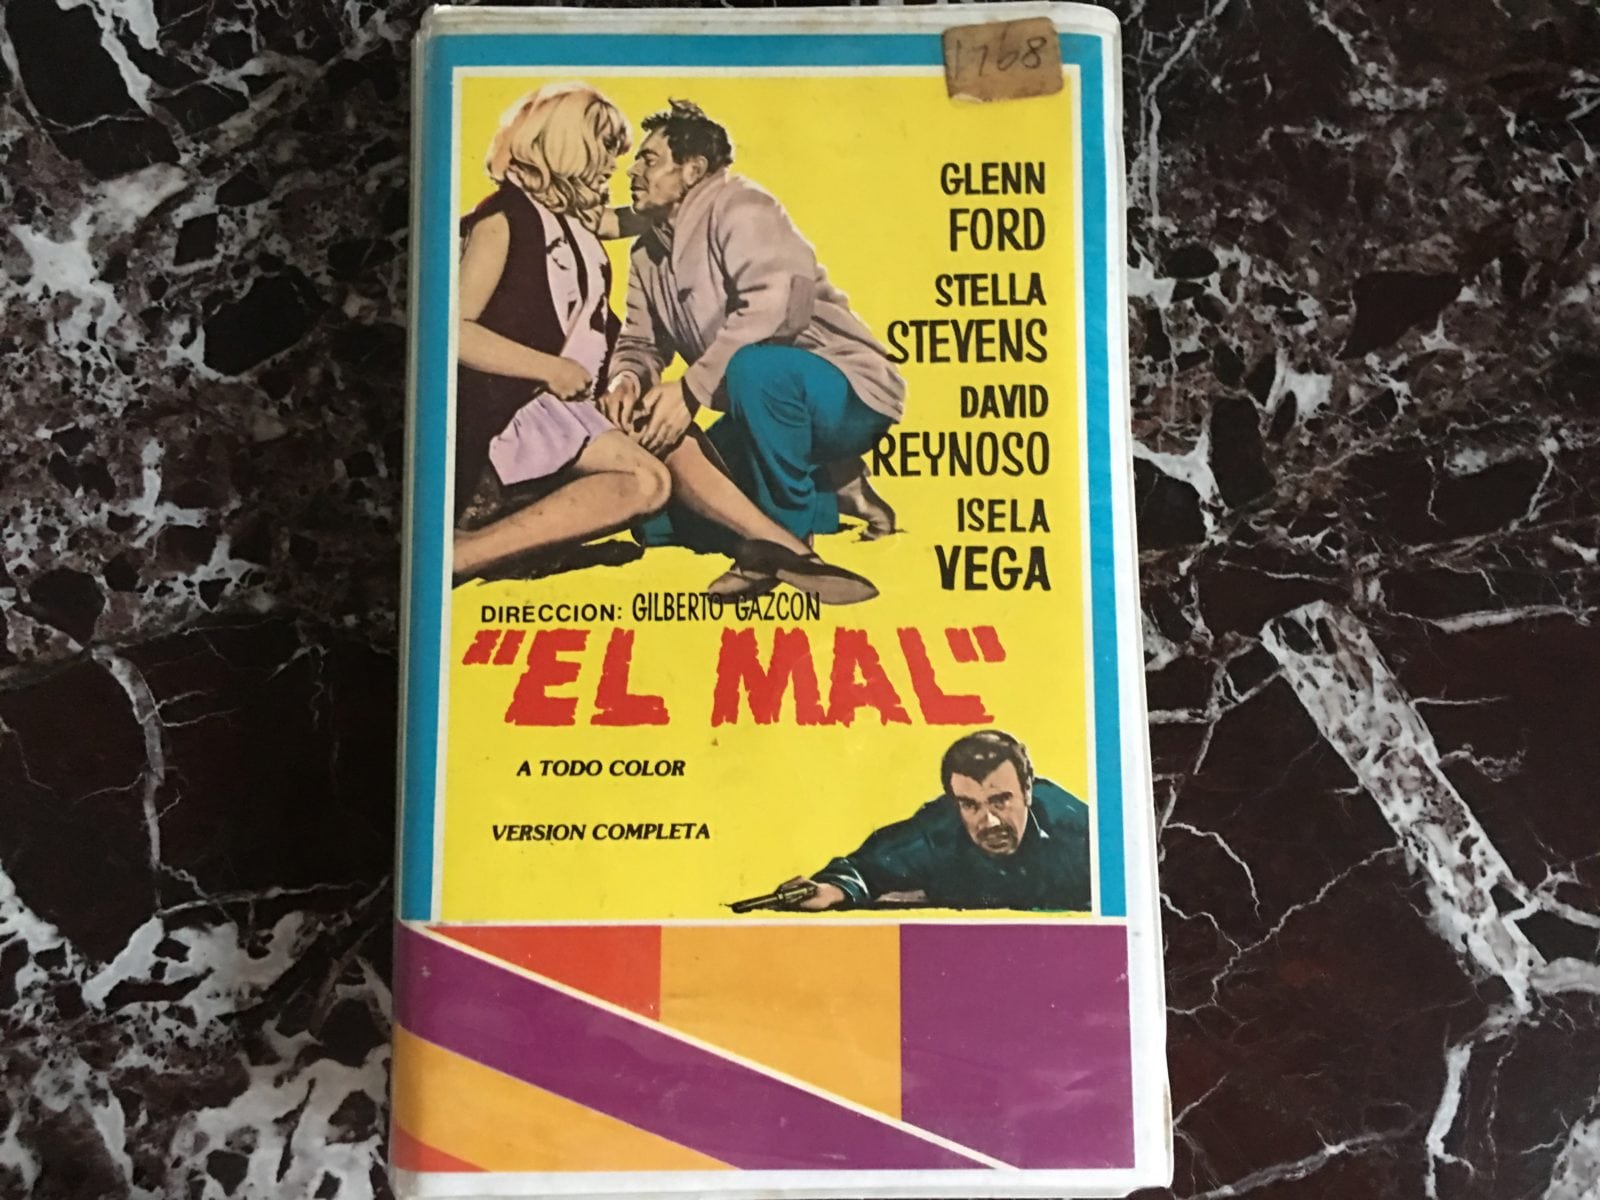 1768
GLENN
FORD
STELLA
STEVENS
DAVID
REYNOSO
ISELA
VEGA
DIRECCION: GILBERTO GAZCON
"EL MAL"
A TODO COLOR
VERSION COMPLETA